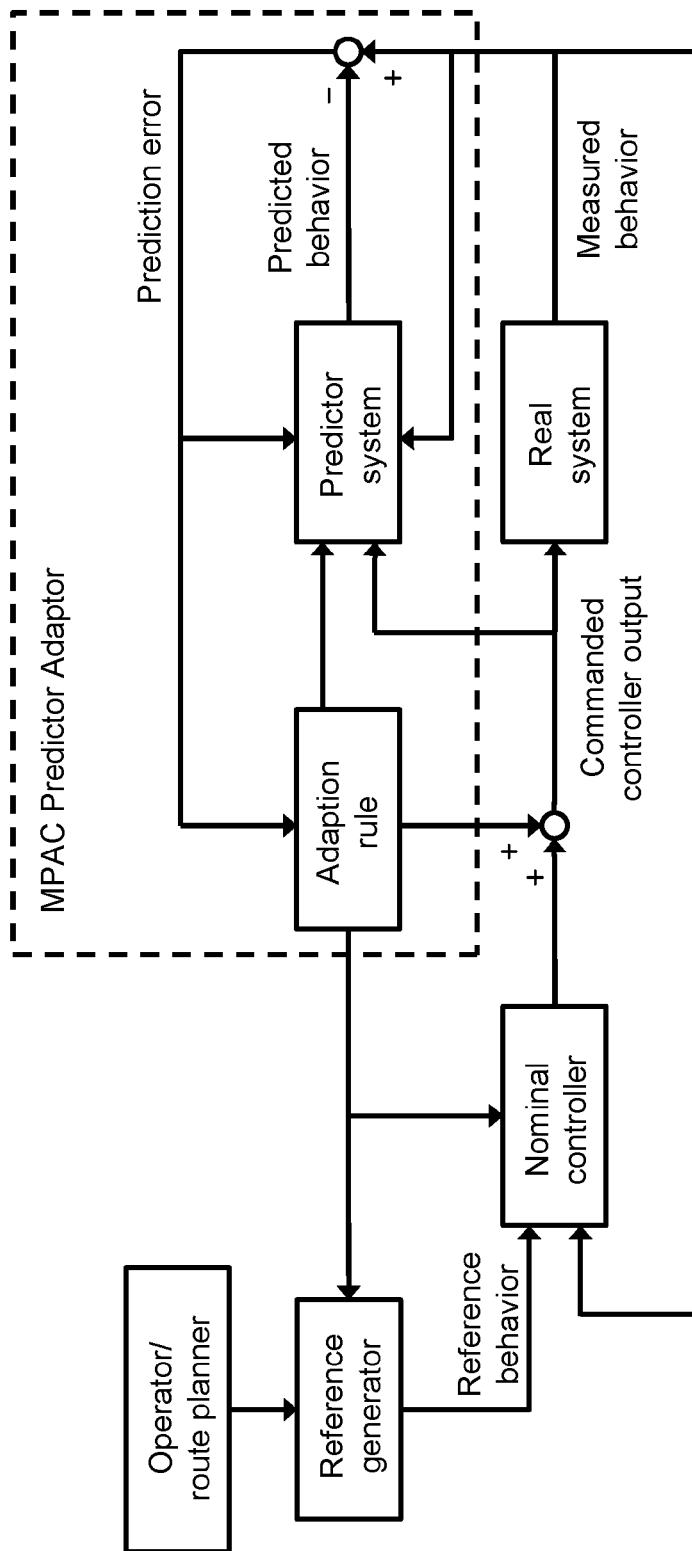 MPAC Predictor Adaptor
Prediction error
Operator/
route planner
Reference
generator
Adaption
rule
Predictor
system
Predicted
behavior
−
+
Reference
behavior
Nominal
controller
+
+
Commanded
controller output
Real
system
Measured
behavior